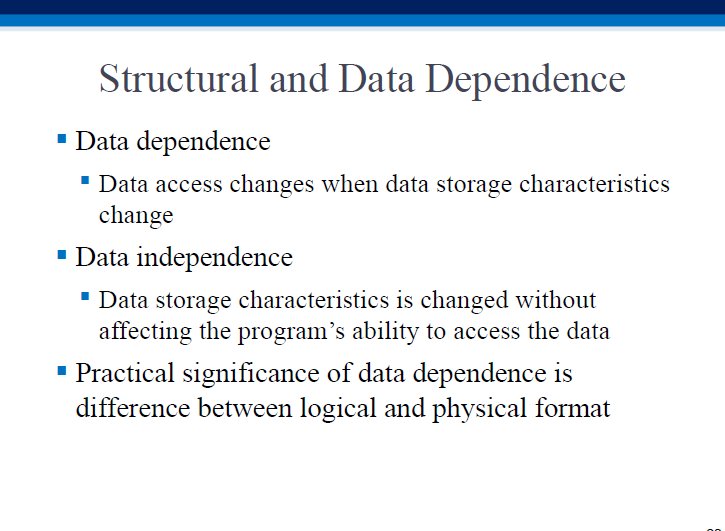 Structural and Data Dependence
▪ Data dependence
▪ Data access changes when data storage characteristics
change
▪ Data independence
▪ Data storage characteristics is changed without
affecting the program’s ability to access the data
▪ Practical significance of data dependence is
difference between logical and physical format